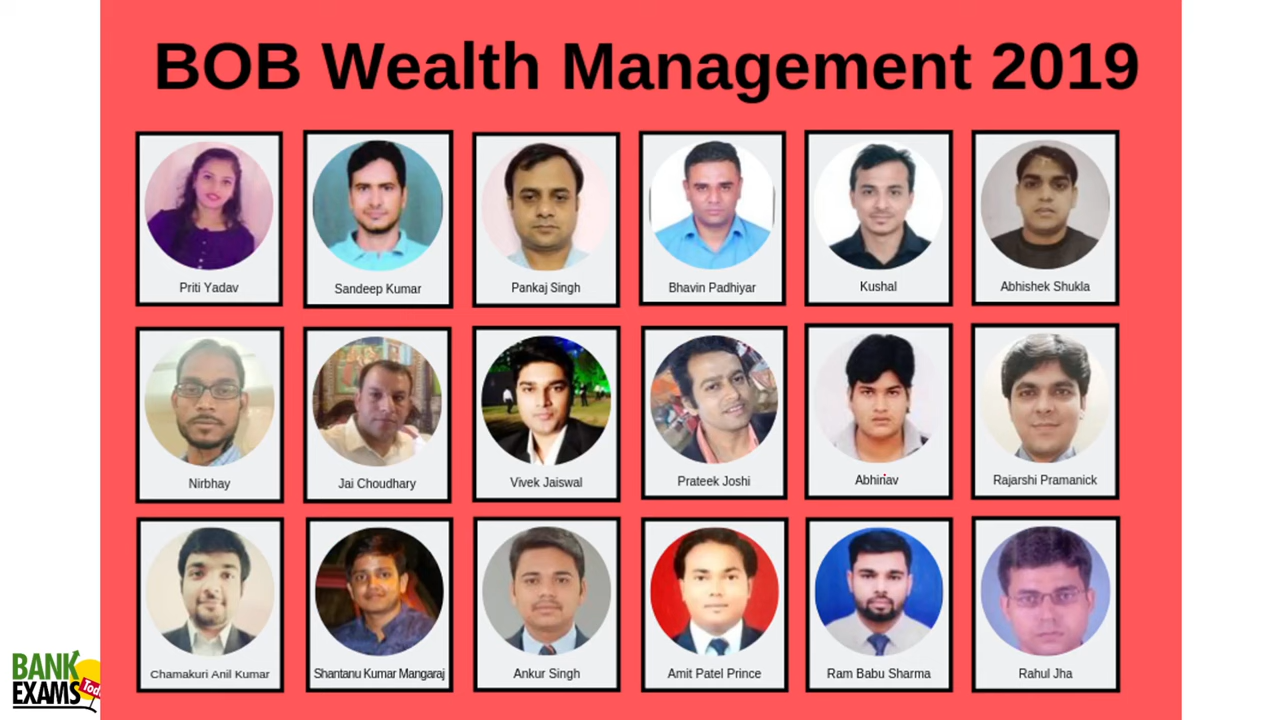 BOB Wealth Management 2019
Priti Yadav
Sandeep Kumar
Pankaj Singh
Bhavin Padhiyar
Kushal
Abhishek Shukla
Nirbhay
Jai Choudhary
Vivek Jaiswal
Prateek Joshi
Abhinav
Rajarshi Pramanick
Chamakuri Anil Kumar
Shantanu Kumar Mangaraj
Ankur Singh
Amit Patel Prince
Ram Babu Sharma
Rahul Jha
BANK
EXAMS